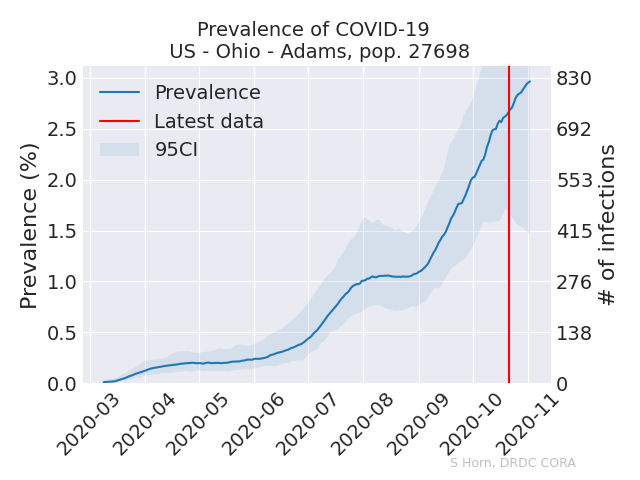 Prevalence of COVID-19
US - Ohio - Adams, pop. 27698
Prevalence
Latest data
95CI
Prevalence (%)
3.0
2.5
2.0
1.5
1.0
0.5
0.0
830
692
553
415
276
138
0
# of infections
2020-03
2020-04
2020-05
2020-06
2020-07
2020-08
2020-09
2020-10
2020-11
S Horn, DRDC CORA